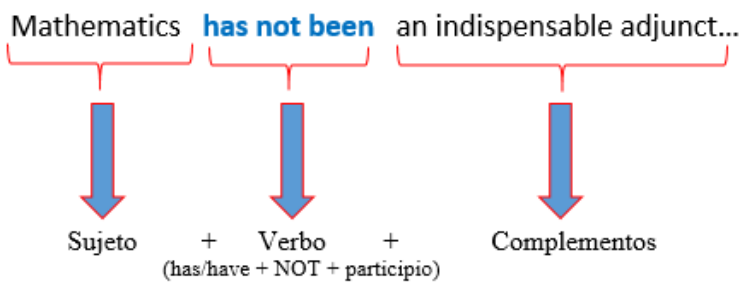 Mathematics has not been an indispensable adjunct...
Sujeto + Verbo + Complementos
(has/have + NOT + participio)